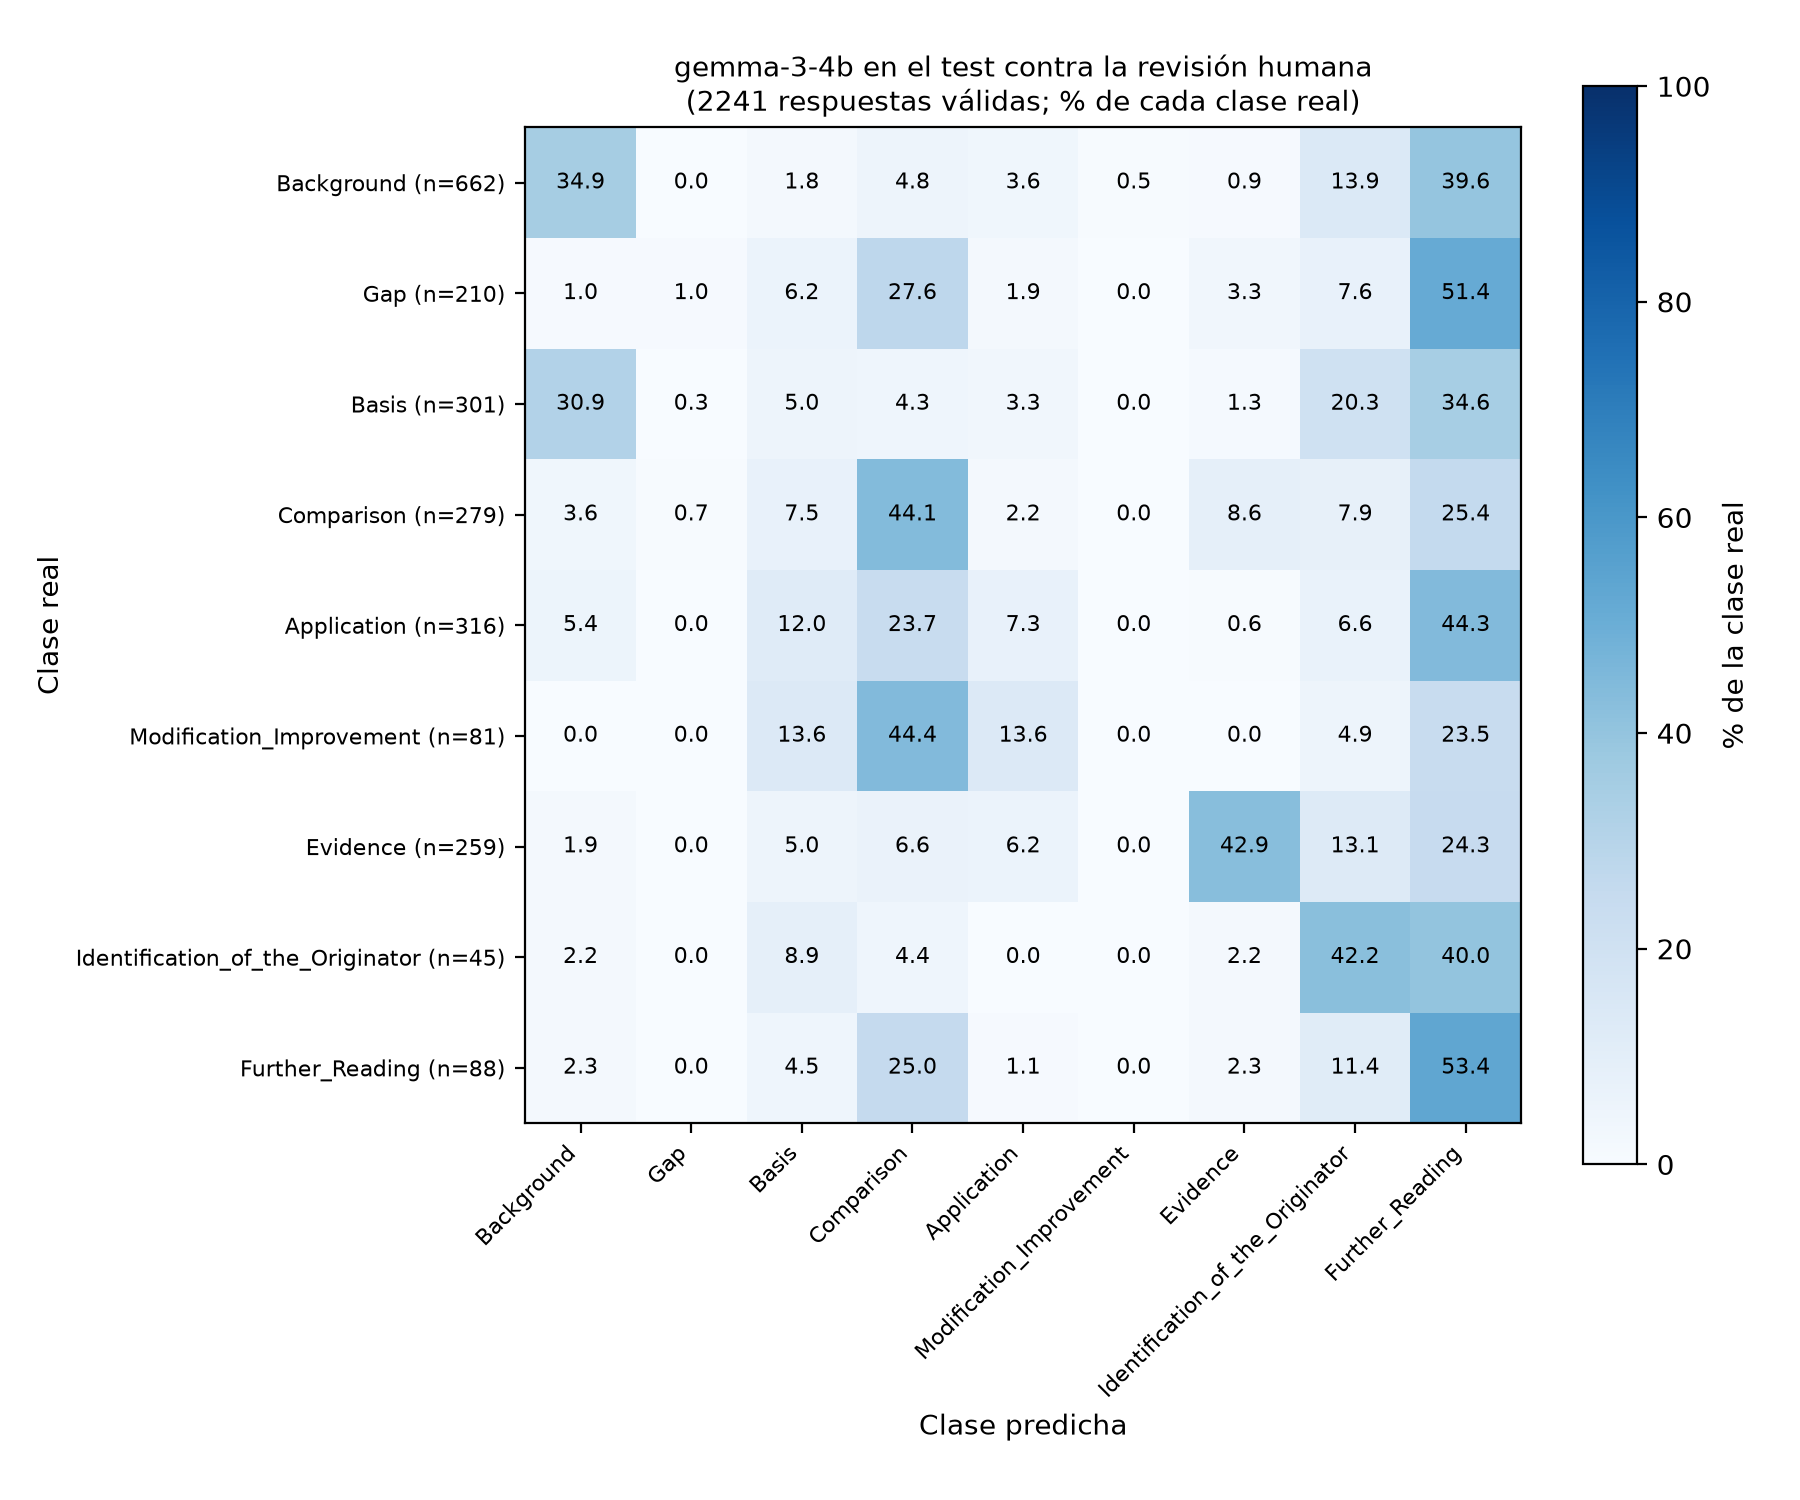 gemma-3-4b en el test contra la revisión humana
(2241 respuestas válidas; % de cada clase real)
Background (n=662) 34.9 0.0 1.8 4.8 3.6 0.5 0.9 13.9 39.6
Gap (n=210) 1.0 1.0 6.2 27.6 1.9 0.0 3.3 7.6 51.4
Basis (n=301) 30.9 0.3 5.0 4.3 3.3 0.0 1.3 20.3 34.6
Comparison (n=279) 3.6 0.7 7.5 44.1 2.2 0.0 8.6 7.9 25.4
Application (n=316) 5.4 0.0 12.0 23.7 7.3 0.0 0.6 6.6 44.3
Modification_Improvement (n=81) 0.0 0.0 13.6 44.4 13.6 0.0 0.0 4.9 23.5
Evidence (n=259) 1.9 0.0 5.0 6.6 6.2 0.0 42.9 13.1 24.3
Identification_of_the_Originator (n=45) 2.2 0.0 8.9 4.4 0.0 0.0 2.2 42.2 40.0
Further_Reading (n=88) 2.3 0.0 4.5 25.0 1.1 0.0 2.3 11.4 53.4
Clase real
Background
Gap
Basis
Comparison
Application
Modification_Improvement
Evidence
Identification_of_the_Originator
Further_Reading
Clase predicha
100
80
60
40
20
0
% de la clase real